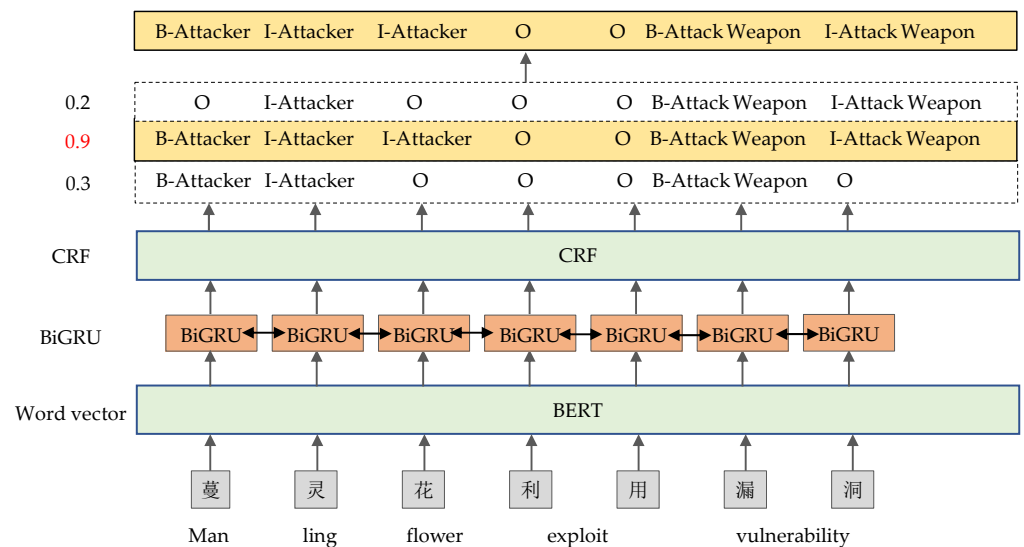 B-Attacker I-Attacker I-Attacker O O B-Attack Weapon I-Attack Weapon
0.2 O I-Attacker O O O B-Attack Weapon I-Attack Weapon
0.9 B-Attacker I-Attacker I-Attacker O O B-Attack Weapon I-Attack Weapon
0.3 B-Attacker I-Attacker O O O B-Attack Weapon O
CRF CRF
BiGRU BiGRU BiGRU BiGRU BiGRU BiGRU BiGRU BiGRU
Word vector BERT
蔓 灵 花 利 用 漏 洞
Man ling flower exploit vulnerability